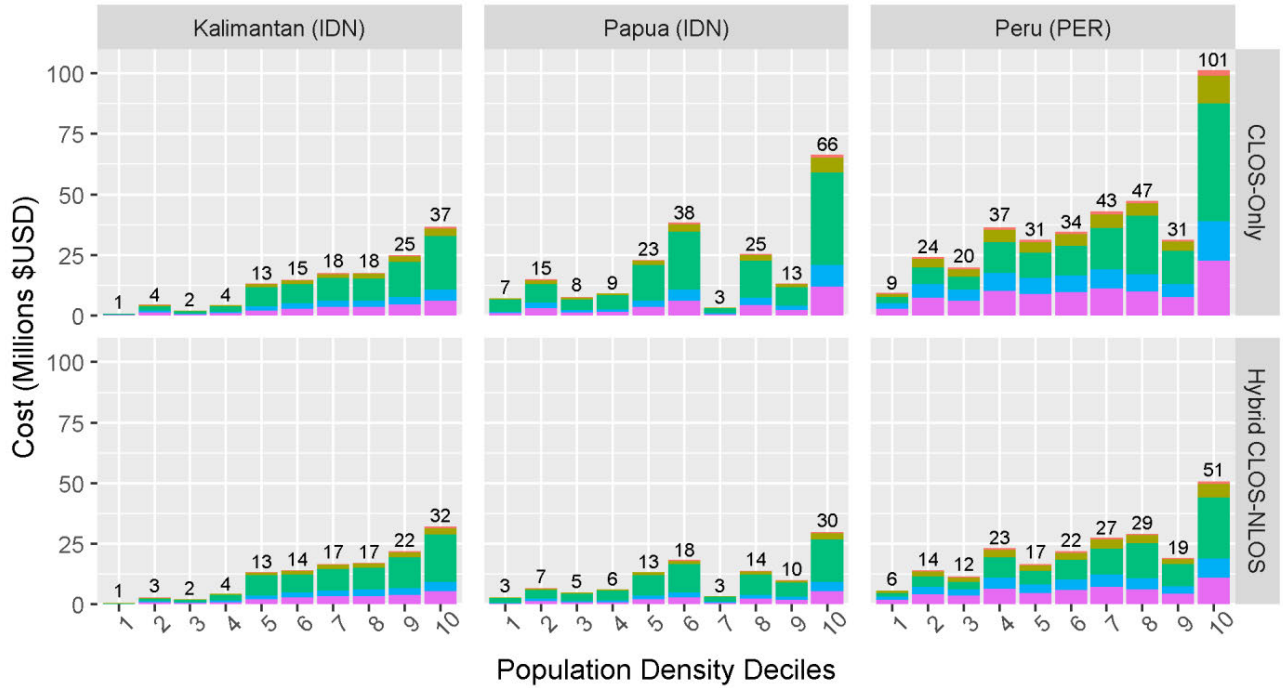 Kalimantan (IDN) Papua (IDN) Peru (PER)
Cost (Millions $USD)
100
75
50
25
0
1 4 2 4 13 15 18 18 25 37
7 15 8 9 23 38 3 25 13 66
9 24 20 37 31 34 43 47 31 101
CLOS-Only
100
75
50
25
0
1 3 2 4 13 14 17 17 22 32
3 7 5 6 13 18 3 14 10 30
6 14 12 23 17 22 27 29 19 51
Hybrid CLOS-NLOS
1 2 3 4 5 6 7 8 9 10
1 2 3 4 5 6 7 8 9 10
1 2 3 4 5 6 7 8 9 10
Population Density Deciles